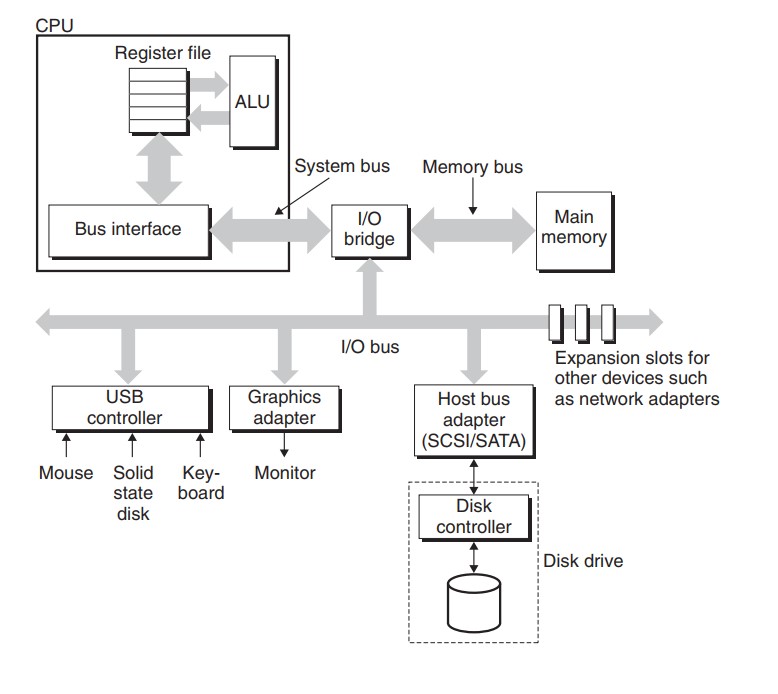 CPU
Register file
ALU
System bus
Memory bus
Bus interface
I/O
bridge
Main
memory
I/O bus
Expansion slots for
other devices such
as network adapters
USB
controller
Graphics
adapter
Host bus
adapter
(SCSI/SATA)
Mouse
Solid
state
disk
Key-
board
Monitor
Disk
controller
Disk drive